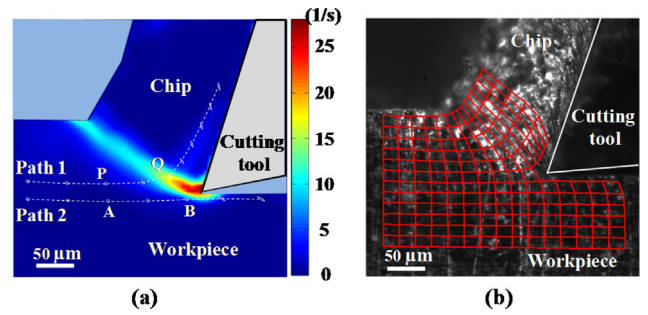 (1/s)
25
20
15
10
5
0
Chip
Cutting
tool
Path 1
P
Q
Path 2
A
B
50 µm
Workpiece
(a)
Chip
Cutting
tool
50 µm
Workpiece
(b)